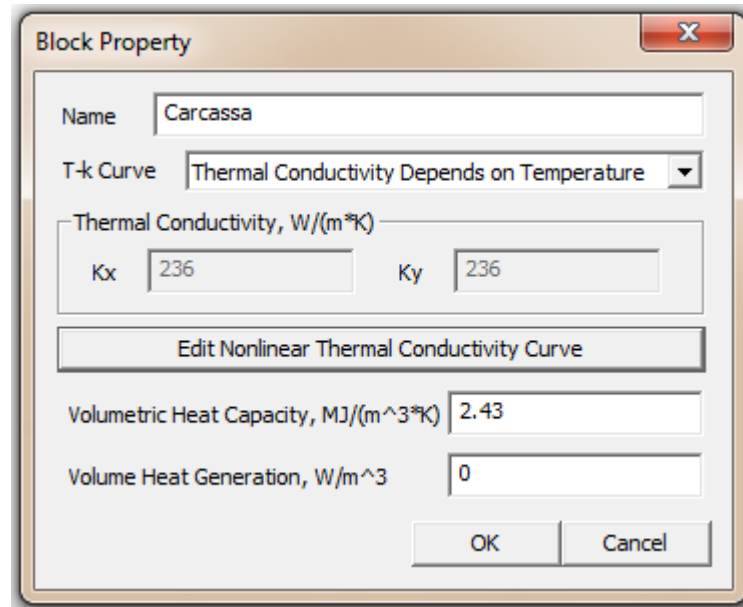 Block Property
Name Carcassa
T-k Curve Thermal Conductivity Depends on Temperature
Thermal Conductivity, W/(m*K)
Kx 236 Ky 236
Edit Nonlinear Thermal Conductivity Curve
Volumetric Heat Capacity, MJ/(m^3*K) 2.43
Volume Heat Generation, W/m^3 0
OK Cancel